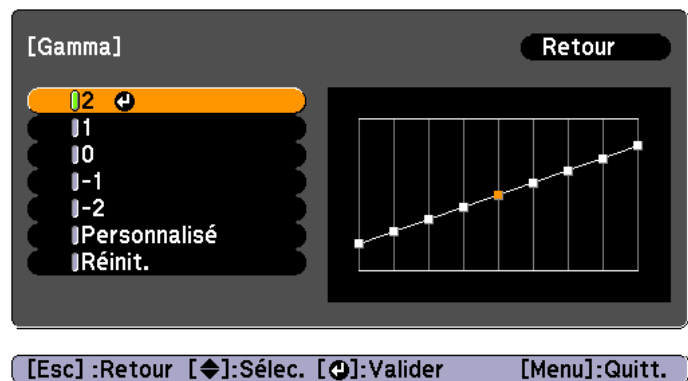 [Gamma]
Retour
2
1
0
-1
-2
Personnalisé
Réinit.
[Esc] :Retour [◆]:Sélec. [↵]:Valider [Menu]:Quitt.